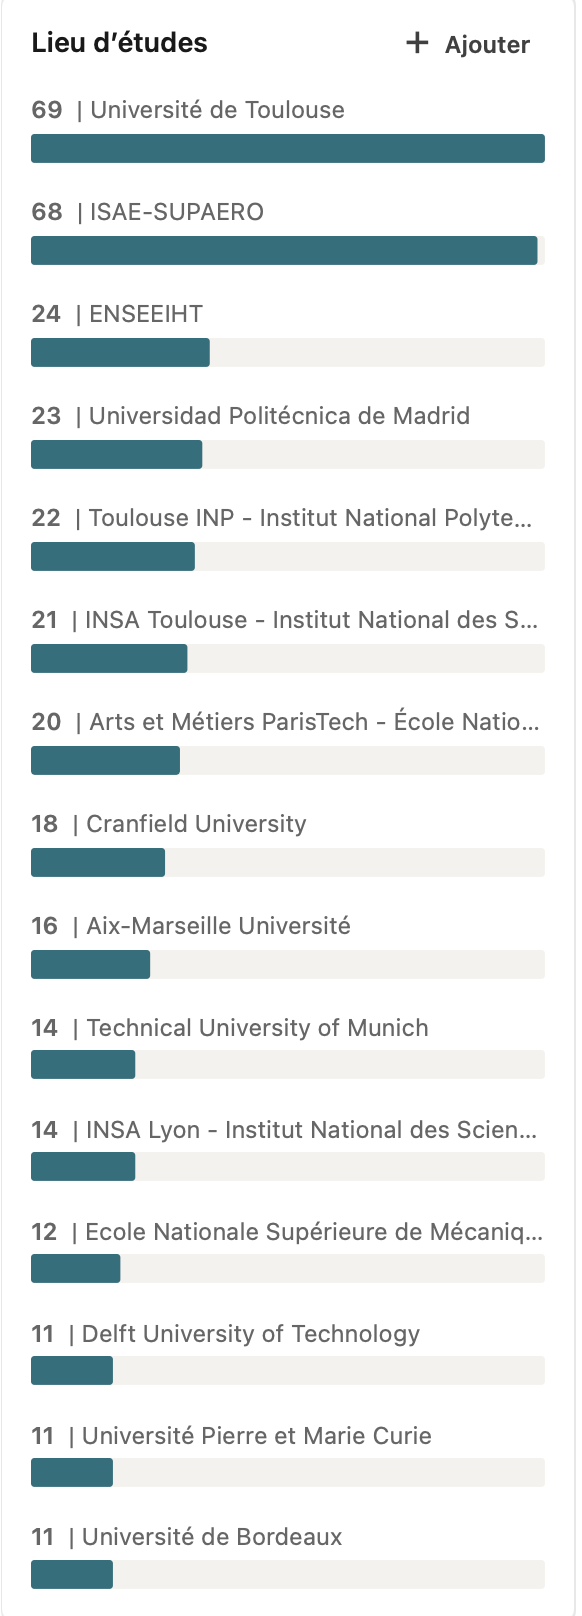 Lieu d’études
+ Ajouter
69 | Université de Toulouse
68 | ISAE-SUPAERO
24 | ENSEEIHT
23 | Universidad Politécnica de Madrid
22 | Toulouse INP - Institut National Polyte...
21 | INSA Toulouse - Institut National des S...
20 | Arts et Métiers ParisTech - École Natio...
18 | Cranfield University
16 | Aix-Marseille Université
14 | Technical University of Munich
14 | INSA Lyon - Institut National des Scien...
12 | Ecole Nationale Supérieure de Mécaniq...
11 | Delft University of Technology
11 | Université Pierre et Marie Curie
11 | Université de Bordeaux